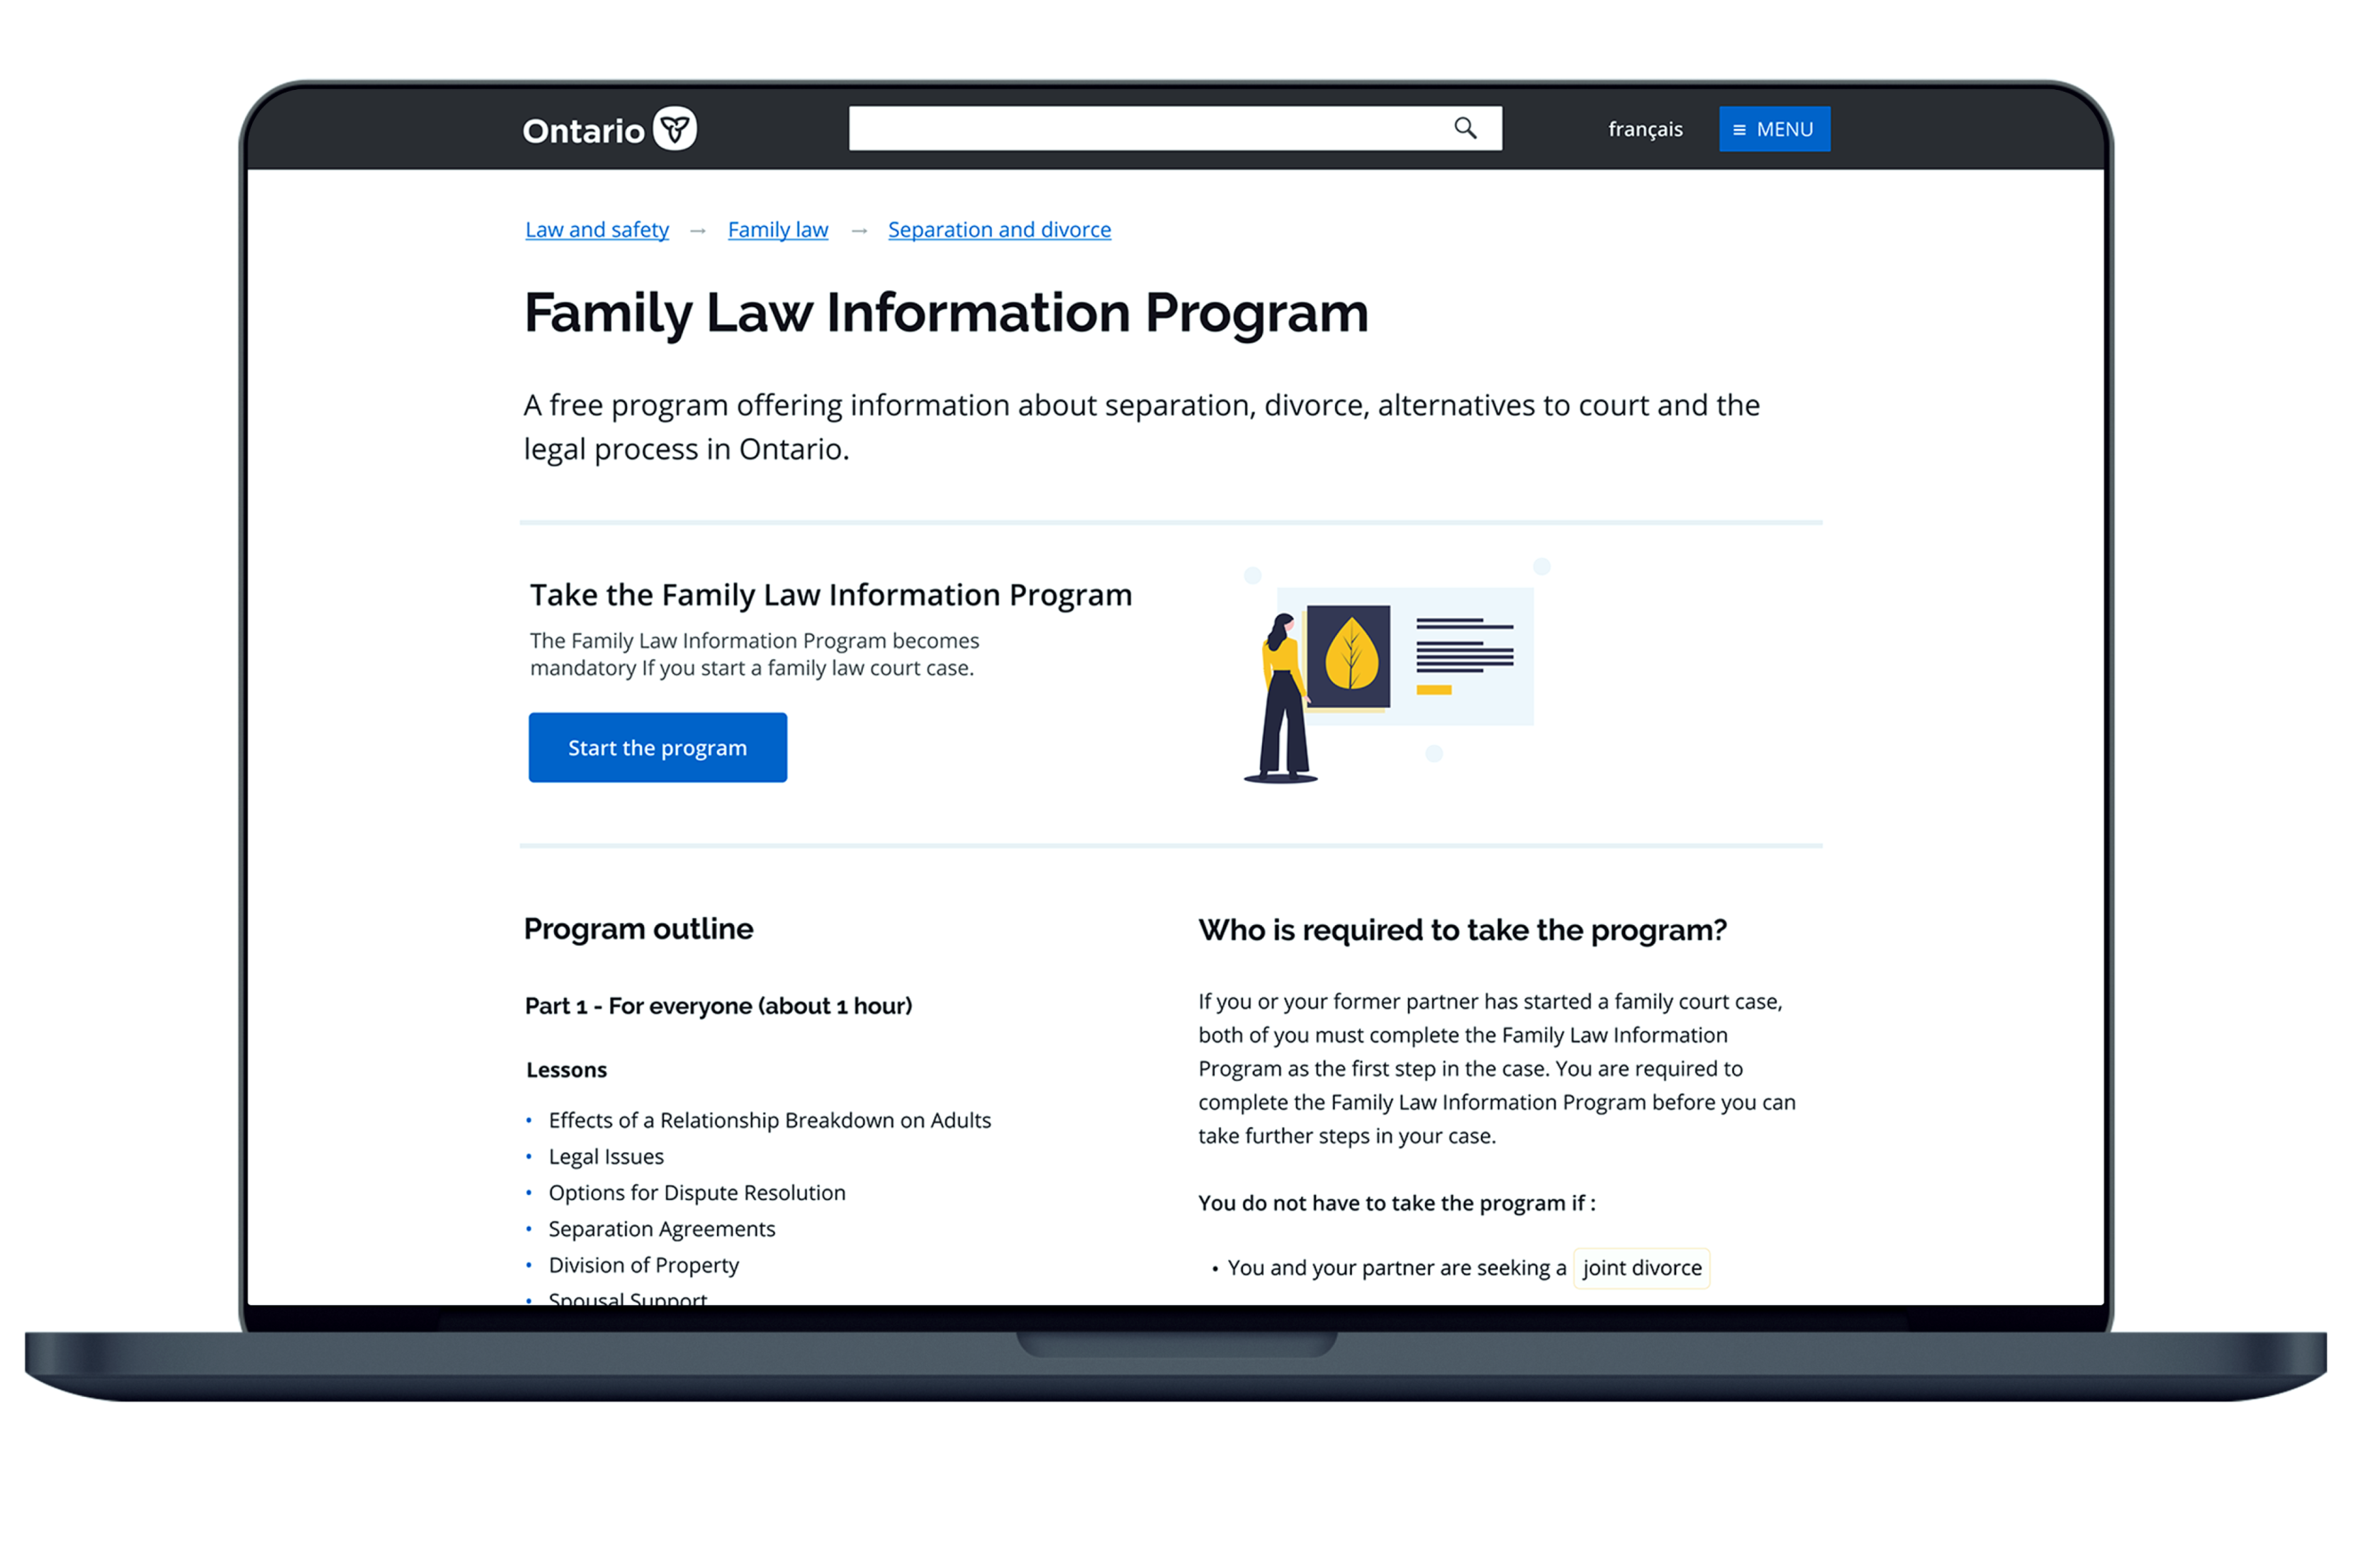 Ontario
français
≡ MENU
Law and safety → Family law → Separation and divorce
Family Law Information Program
A free program offering information about separation, divorce, alternatives to court and the
legal process in Ontario.
Take the Family Law Information Program
The Family Law Information Program becomes
mandatory If you start a family law court case.
Start the program
Program outline
Part 1 - For everyone (about 1 hour)
Lessons
• Effects of a Relationship Breakdown on Adults
• Legal Issues
• Options for Dispute Resolution
• Separation Agreements
• Division of Property
• Spousal Support
Who is required to take the program?
If you or your former partner has started a family court case,
both of you must complete the Family Law Information
Program as the first step in the case. You are required to
complete the Family Law Information Program before you can
take further steps in your case.
You do not have to take the program if :
• You and your partner are seeking a joint divorce